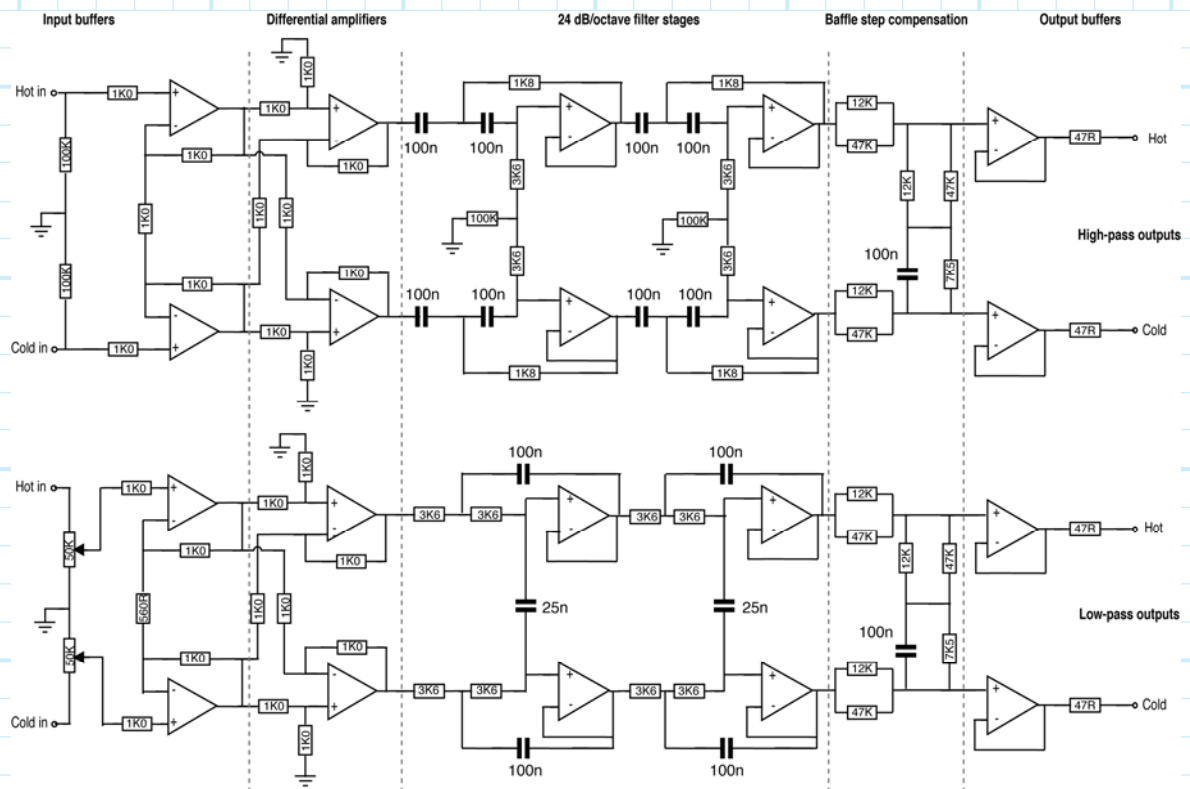 Input buffers
Differential amplifiers
24 dB/octave filter stages
Baffle step compensation
Output buffers
Hot in
1K0
+
-
100K
1K0
1K0
100K
1K0
-
+
Cold in
1K0
1K0
1K0
+
-
1K0
1K0
1K0
1K0
-
+
1K0
1K0
100n
100n
1K8
+
-
3K6
100K
3K6
100n
100n
+
-
1K8
100n
100n
1K8
+
-
3K6
100K
3K6
100n
100n
+
-
1K8
12K
47K
12K
47K
100n
7K5
12K
47K
+
-
47R
Hot
High-pass outputs
+
-
47R
Cold
Hot in
1K0
+
-
50K
1K0
560R
50K
1K0
-
+
Cold in
1K0
1K0
1K0
+
-
1K0
1K0
1K0
1K0
-
+
1K0
1K0
100n
3K6
3K6
+
-
25n
3K6
3K6
+
-
100n
100n
3K6
3K6
+
-
25n
3K6
3K6
+
-
100n
12K
47K
12K
47K
100n
7K5
12K
47K
+
-
47R
Hot
Low-pass outputs
+
-
47R
Cold